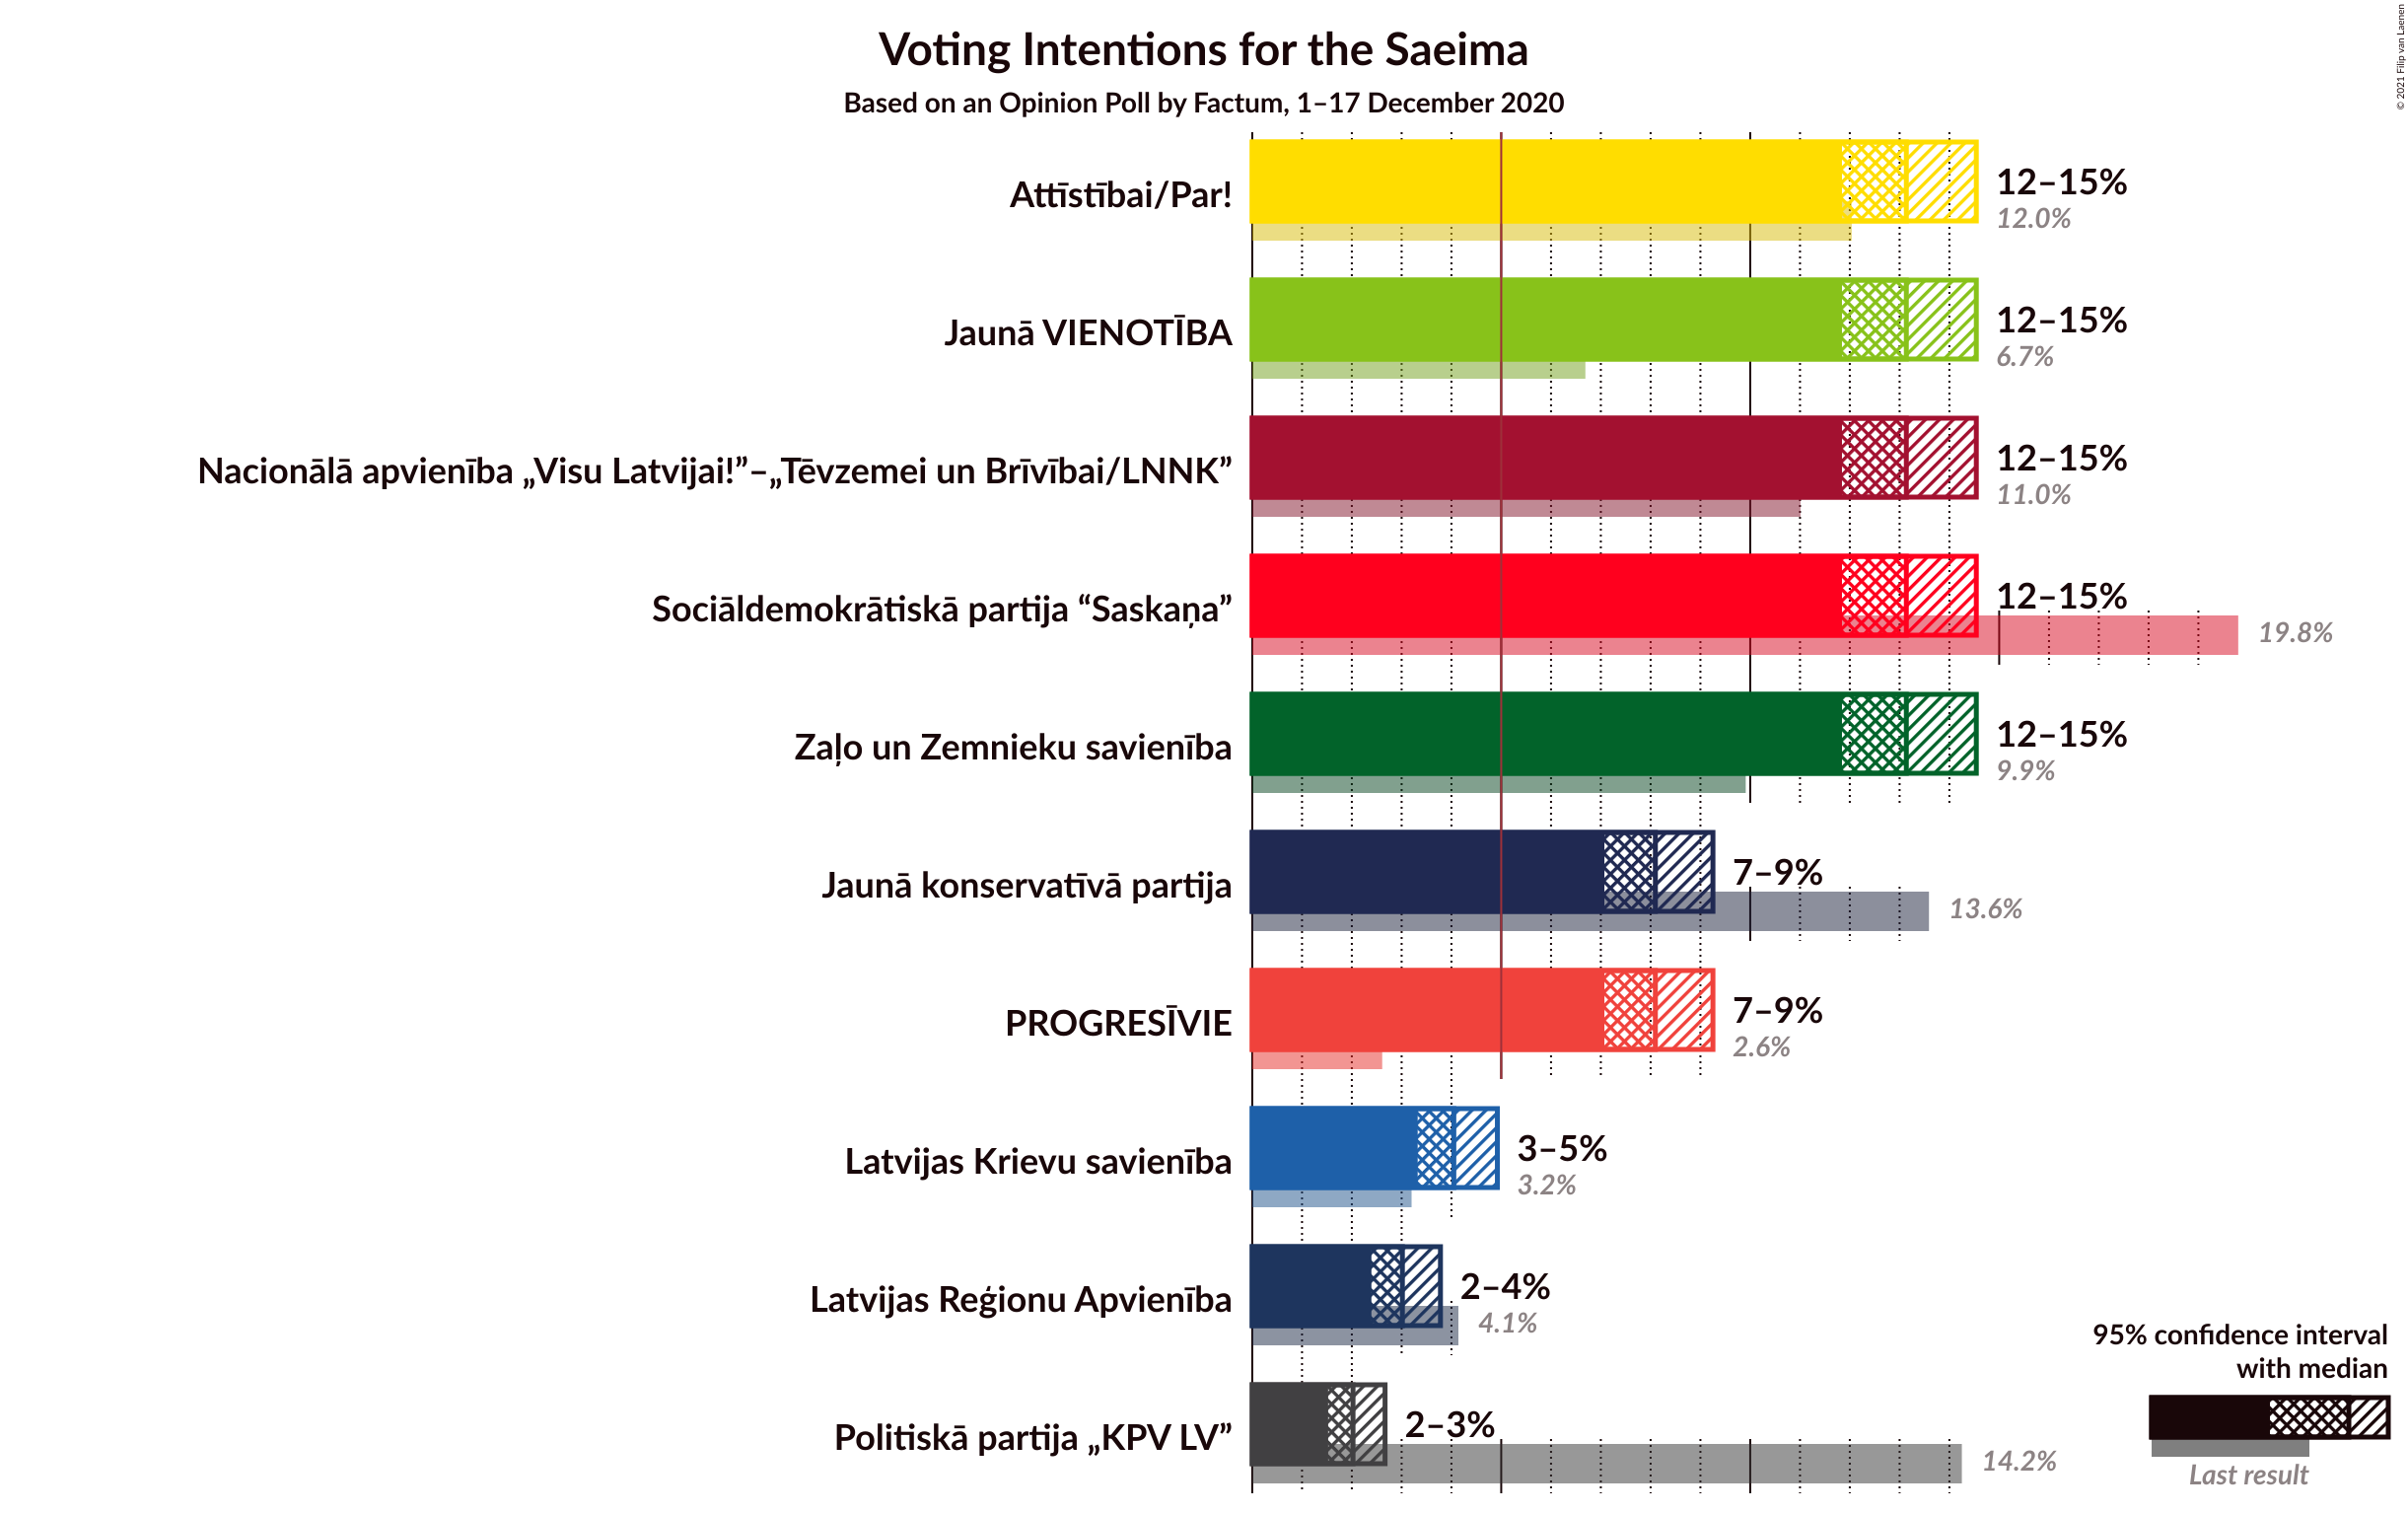 Voting Intentions for the Saeima
Based on an Opinion Poll by Factum, 1–17 December 2020
© 2021 Filip van Laenen
Attīstībai/Par!
12–15%
12.0%
Jaunā VIENOTĪBA
12–15%
6.7%
Nacionālā apvienība „Visu Latvijai!”–„Tēvzemei un Brīvībai/LNNK”
12–15%
11.0%
Sociāldemokrātiskā partija “Saskaņa”
12–15%
19.8%
Zaļo un Zemnieku savienība
12–15%
9.9%
Jaunā konservatīvā partija
7–9%
13.6%
PROGRESĪVIE
7–9%
2.6%
Latvijas Krievu savienība
3–5%
3.2%
Latvijas Reģionu Apvienība
2–4%
4.1%
Politiskā partija „KPV LV”
2–3%
14.2%
95% confidence interval
with median
Last result